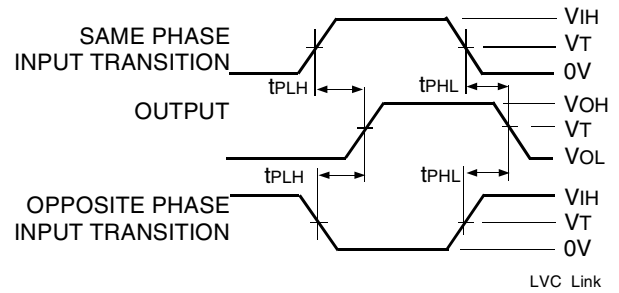 SAME PHASE
INPUT TRANSITION
VIH
VT
0V
tPLH
tPHL
OUTPUT
VOH
VT
VOL
tPLH
tPHL
OPPOSITE PHASE
INPUT TRANSITION
VIH
VT
0V
LVC Link